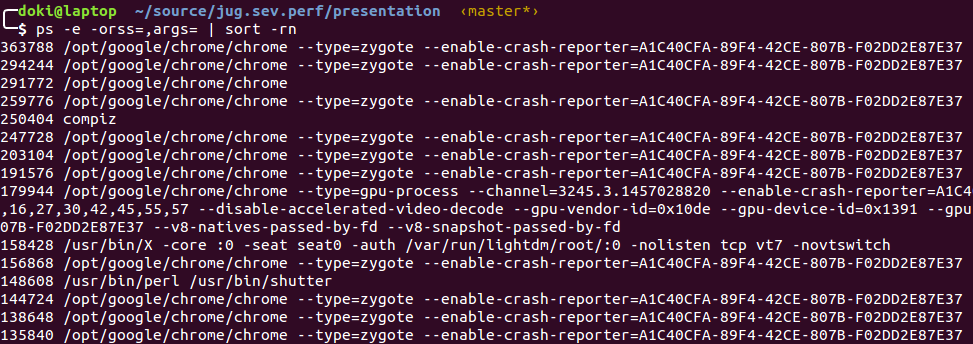 doki@laptop ~/source/jug.sev.perf/presentation ‹master*›
$ ps -e -orss=,args= | sort -rn
363788 /opt/google/chrome/chrome --type=zygote --enable-crash-reporter=A1C40CFA-89F4-42CE-807B-F02DD2E87E37
294244 /opt/google/chrome/chrome --type=zygote --enable-crash-reporter=A1C40CFA-89F4-42CE-807B-F02DD2E87E37
291772 /opt/google/chrome/chrome
259776 /opt/google/chrome/chrome --type=zygote --enable-crash-reporter=A1C40CFA-89F4-42CE-807B-F02DD2E87E37
250404 compiz
247728 /opt/google/chrome/chrome --type=zygote --enable-crash-reporter=A1C40CFA-89F4-42CE-807B-F02DD2E87E37
203104 /opt/google/chrome/chrome --type=zygote --enable-crash-reporter=A1C40CFA-89F4-42CE-807B-F02DD2E87E37
191576 /opt/google/chrome/chrome --type=zygote --enable-crash-reporter=A1C40CFA-89F4-42CE-807B-F02DD2E87E37
179944 /opt/google/chrome/chrome --type=gpu-process --channel=3245.3.1457028820 --enable-crash-reporter=A1C40
,16,27,30,42,45,55,57 --disable-accelerated-video-decode --gpu-vendor-id=0x10de --gpu-device-id=0x1391 --gpu
07B-F02DD2E87E37 --v8-natives-passed-by-fd --v8-snapshot-passed-by-fd
158428 /usr/bin/X -core :0 -seat seat0 -auth /var/run/lightdm/root/:0 -nolisten tcp vt7 -novtswitch
156868 /opt/google/chrome/chrome --type=zygote --enable-crash-reporter=A1C40CFA-89F4-42CE-807B-F02DD2E87E37
148608 /usr/bin/perl /usr/bin/shutter
144724 /opt/google/chrome/chrome --type=zygote --enable-crash-reporter=A1C40CFA-89F4-42CE-807B-F02DD2E87E37
138648 /opt/google/chrome/chrome --type=zygote --enable-crash-reporter=A1C40CFA-89F4-42CE-807B-F02DD2E87E37
135840 /opt/google/chrome/chrome --type=zygote --enable-crash-reporter=A1C40CFA-89F4-42CE-807B-F02DD2E87E37